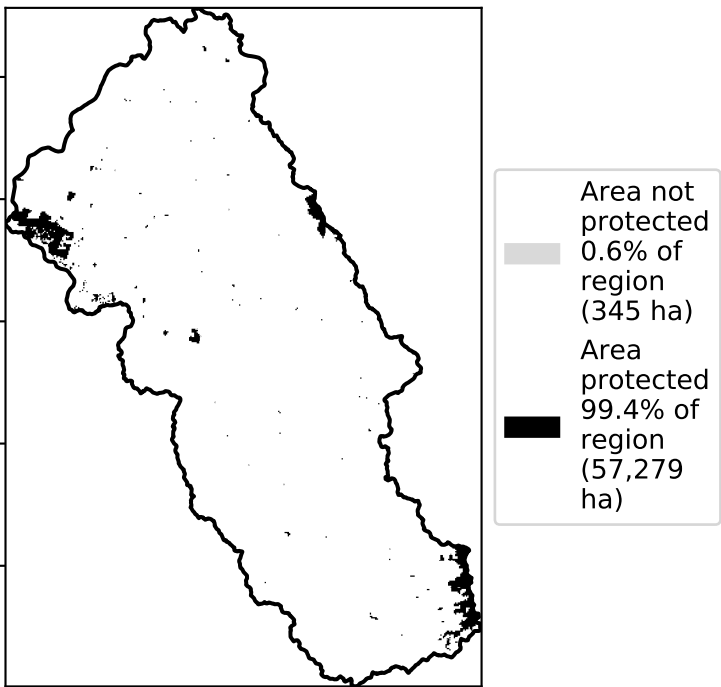 Area not
protected
0.6% of
region
(345 ha)
Area
protected
99.4% of
region
(57,279
ha)